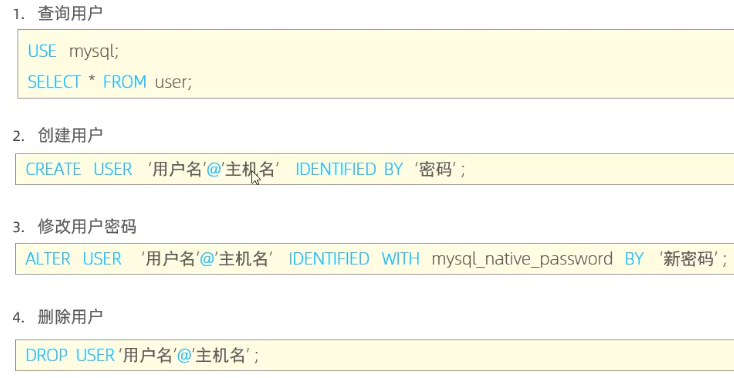 1. 查询用户
USE mysql;
SELECT * FROM user;
2. 创建用户
CREATE USER '用户名'@'主机名' IDENTIFIED BY '密码' ;
3. 修改用户密码
ALTER USER '用户名'@'主机名' IDENTIFIED WITH mysql_native_password BY '新密码' ;
4. 删除用户
DROP USER '用户名'@'主机名' ;